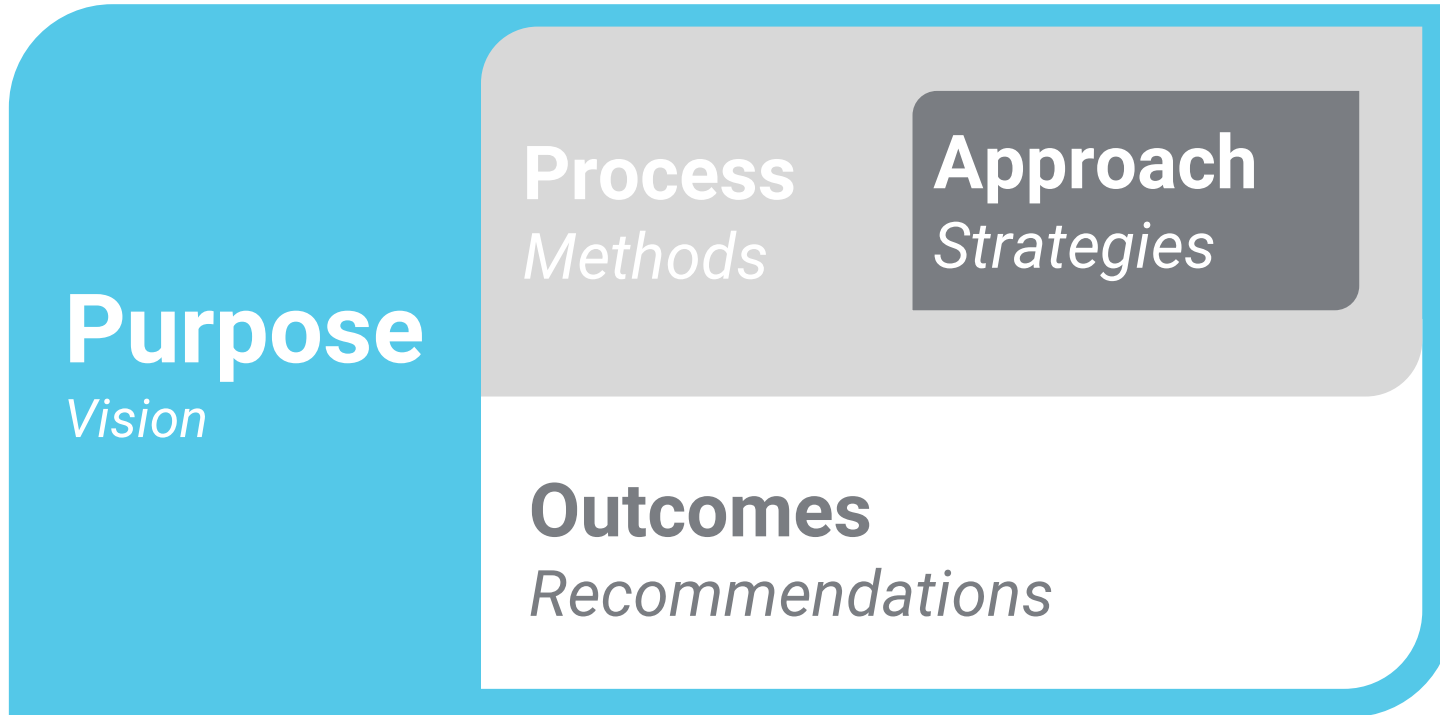 Purpose
Vision
Process
Methods
Approach
Strategies
Outcomes
Recommendations